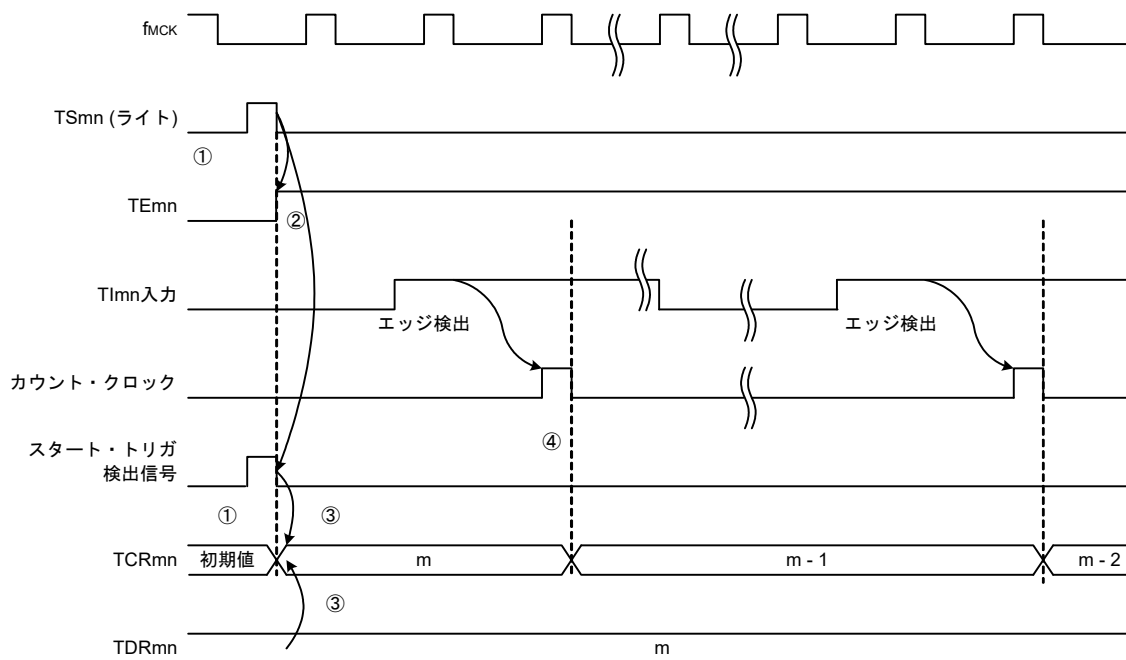 fMCK
TSmn (ライト)
①
TEmn
②
TImn入力
エッジ検出
エッジ検出
カウント・クロック
④
スタート・トリガ
検出信号
①
③
TCRmn
初期値
m
m - 1
m - 2
③
TDRmn
m